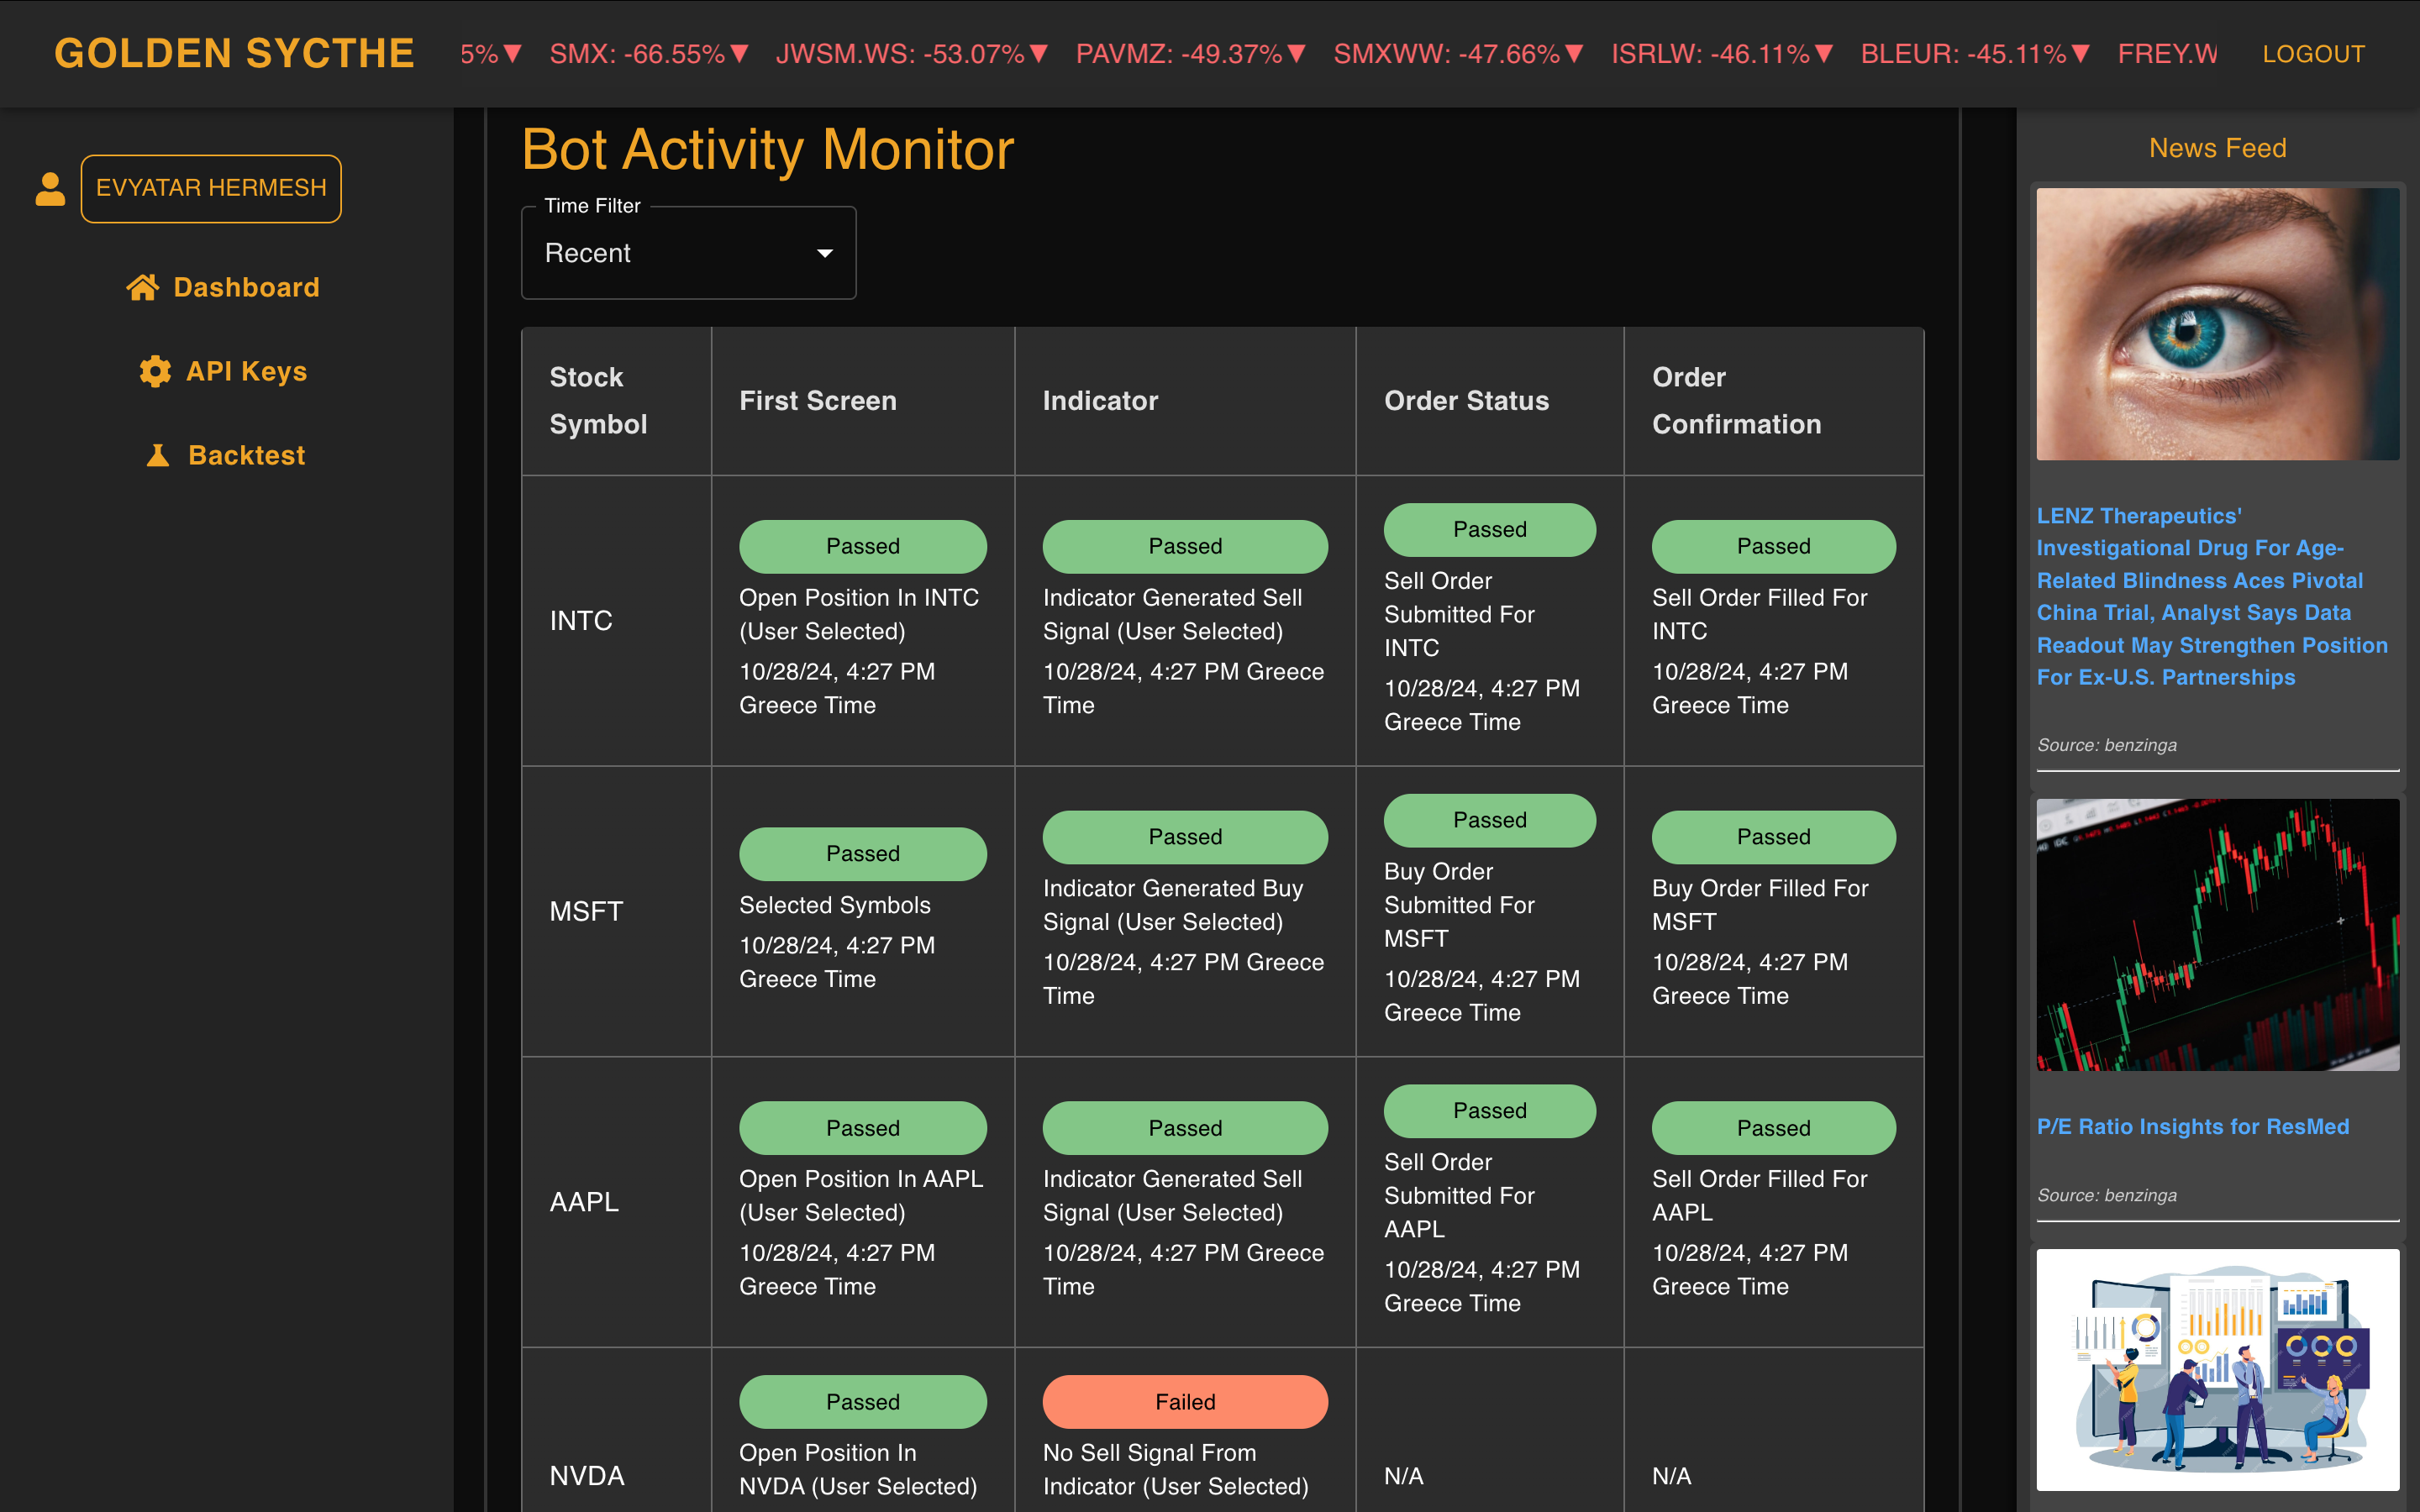 GOLDEN SYCTHE
5%▼ SMX: -66.55%▼ JWSM.WS: -53.07%▼ PAVMZ: -49.37%▼ SMXWW: -47.66%▼ ISRLW: -46.11%▼ BLEUR: -45.11%▼ FREY.W
LOGOUT
EVYATAR HERMESH
Dashboard
API Keys
Backtest
Bot Activity Monitor
Time Filter
Recent
Stock
Symbol
First Screen
Indicator
Order Status
Order
Confirmation
INTC
Passed
Open Position In INTC
(User Selected)
10/28/24, 4:27 PM
Greece Time
Passed
Indicator Generated Sell
Signal (User Selected)
10/28/24, 4:27 PM Greece
Time
Passed
Sell Order
Submitted For
INTC
10/28/24, 4:27 PM
Greece Time
Passed
Sell Order Filled For
INTC
10/28/24, 4:27 PM
Greece Time
MSFT
Passed
Selected Symbols
10/28/24, 4:27 PM
Greece Time
Passed
Indicator Generated Buy
Signal (User Selected)
10/28/24, 4:27 PM Greece
Time
Passed
Buy Order
Submitted For
MSFT
10/28/24, 4:27 PM
Greece Time
Passed
Buy Order Filled For
MSFT
10/28/24, 4:27 PM
Greece Time
AAPL
Passed
Open Position In AAPL
(User Selected)
10/28/24, 4:27 PM
Greece Time
Passed
Indicator Generated Sell
Signal (User Selected)
10/28/24, 4:27 PM Greece
Time
Passed
Sell Order
Submitted For
AAPL
10/28/24, 4:27 PM
Greece Time
Passed
Sell Order Filled For
AAPL
10/28/24, 4:27 PM
Greece Time
NVDA
Passed
Open Position In
NVDA (User Selected)
Failed
No Sell Signal From
Indicator (User Selected)
N/A
N/A
News Feed
LENZ Therapeutics'
Investigational Drug For Age-
Related Blindness Aces Pivotal
China Trial, Analyst Says Data
Readout May Strengthen Position
For Ex-U.S. Partnerships
Source: benzinga
P/E Ratio Insights for ResMed
Source: benzinga